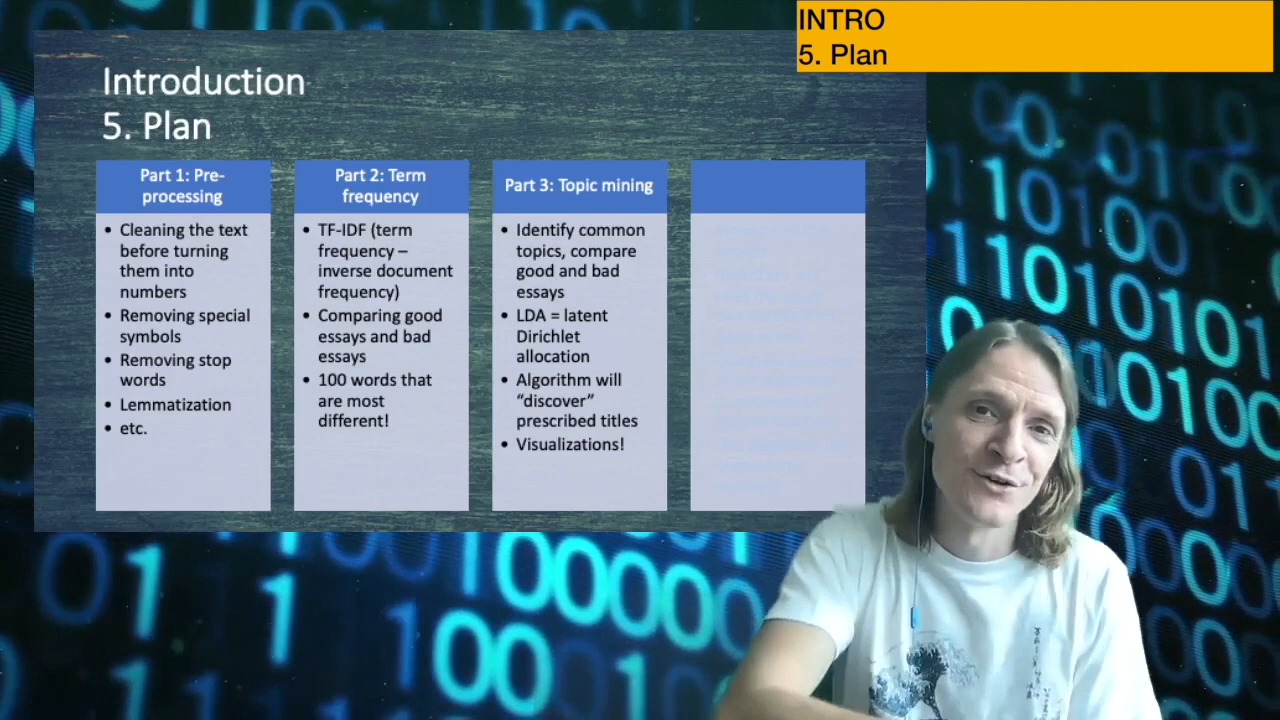 INTRO
5. Plan
Introduction
5. Plan
Part 1: Pre-
processing
• Cleaning the text
before turning
them into
numbers
• Removing special
symbols
• Removing stop
words
• Lemmatization
• etc.
Part 2: Term
frequency
• TF-IDF (term
frequency –
inverse document
frequency)
• Comparing good
essays and bad
essays
• 100 words that
are most
different!
Part 3: Topic mining
• Identify common
topics, compare
good and bad
essays
• LDA = latent
Dirichlet
allocation
• Algorithm will
“discover”
prescribed titles
• Visualizations!